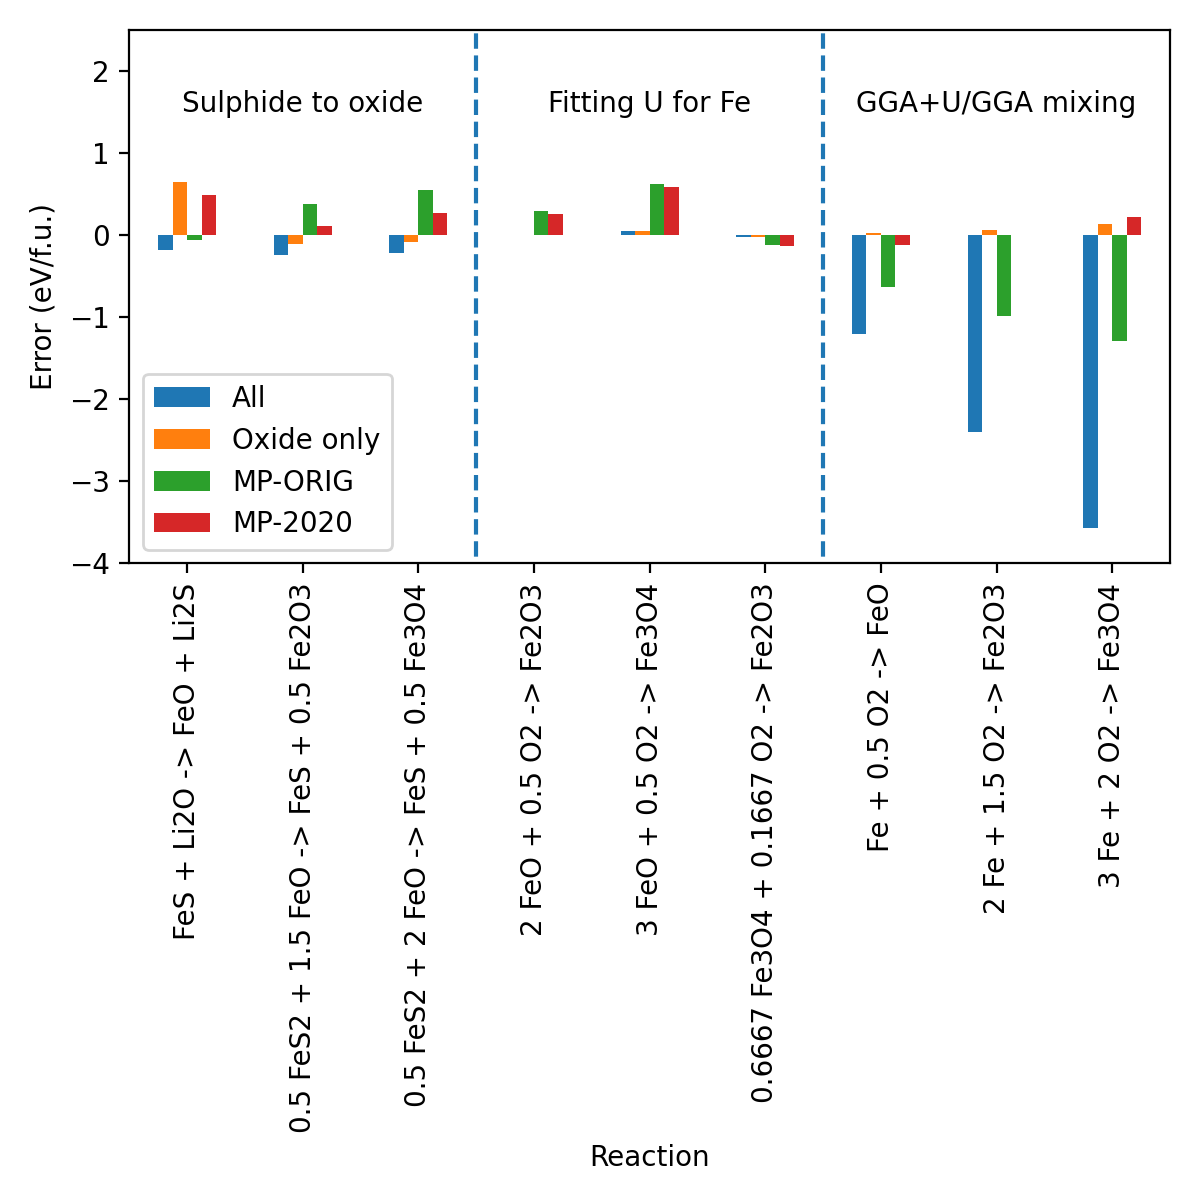 Sulphide to oxide
Fitting U for Fe
GGA+U/GGA mixing
2
1
0
−1
−2
−3
−4
Error (eV/f.u.)
All
Oxide only
MP-ORIG
MP-2020
FeS + Li2O -> FeO + Li2S
0.5 FeS2 + 1.5 FeO -> FeS + 0.5 Fe2O3
0.5 FeS2 + 2 FeO -> FeS + 0.5 Fe3O4
2 FeO + 0.5 O2 -> Fe2O3
3 FeO + 0.5 O2 -> Fe3O4
0.6667 Fe3O4 + 0.1667 O2 -> Fe2O3
Fe + 0.5 O2 -> FeO
2 Fe + 1.5 O2 -> Fe2O3
3 Fe + 2 O2 -> Fe3O4
Reaction